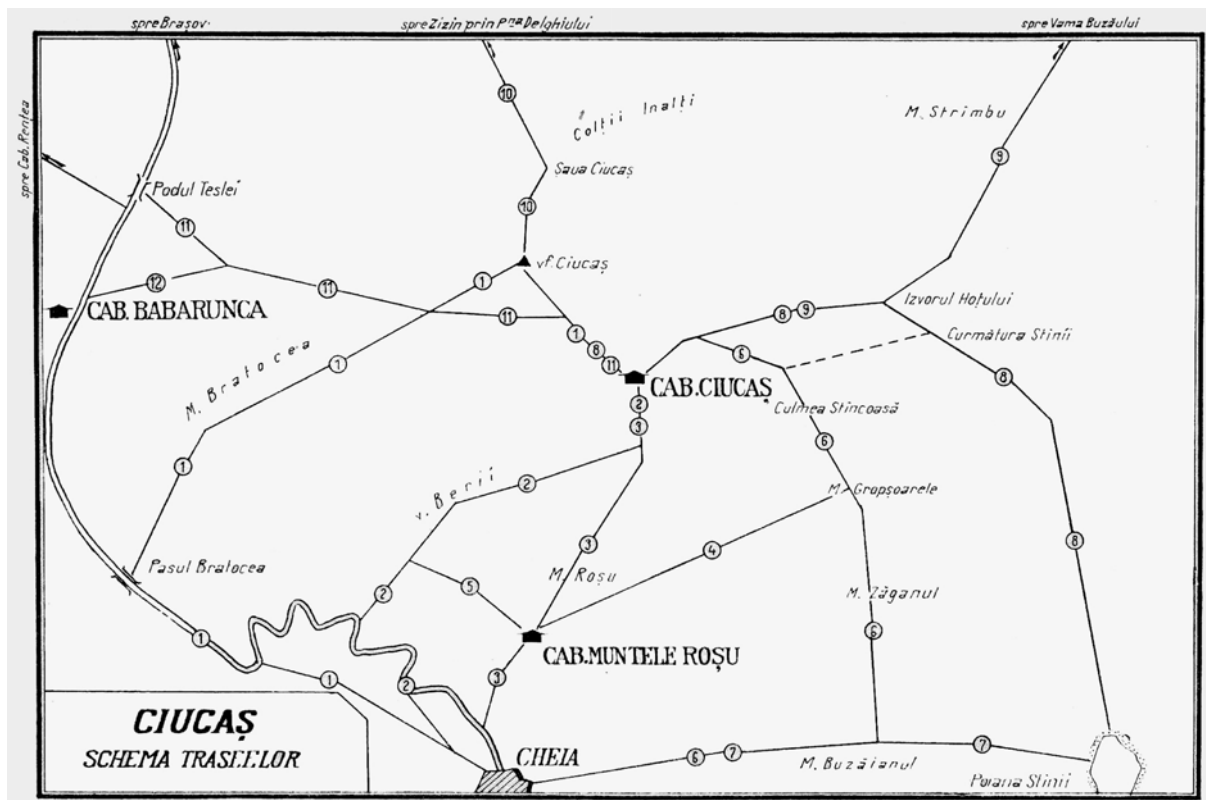 spre Brașov
spre Zizin prin Pna Delghiului
spre Vama Buzăului
spre Cab. Rențea
10
Colții Inalți
M. Strîmbu
9
Podul Teslei
Șaua Ciucaș
10
11
vf. Ciucaș
1
12
11
CAB. BABARUNCA
11
8
9
Izvorul Hoțului
Curmătura Stînii
1
8
11
6
1
M. Bratocea
CAB. CIUCAȘ
8
2
3
Culmea Stîncoasă
6
1
v. Berii
2
M. Gropșoarele
3
4
8
Pasul Bratocea
M. Roșu
5
2
M. Zăganul
6
1
CAB. MUNTELE ROȘU
1
2
3
CIUCAȘ
SCHEMA TRASEELOR
CHEIA
6
7
M. Buzăianul
7
Poiana Stînii